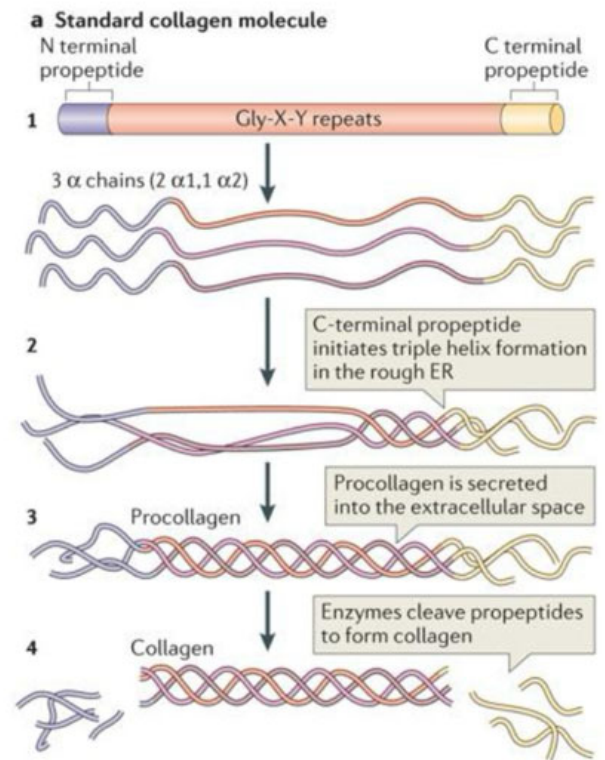 a Standard collagen molecule
N terminal
propeptide
C terminal
propeptide
1
Gly-X-Y repeats
3 α chains (2 α1,1 α2)
C-terminal propeptide
initiates triple helix formation
in the rough ER
2
Procollagen is secreted
into the extracellular space
3
Procollagen
Enzymes cleave propeptides
to form collagen
4
Collagen